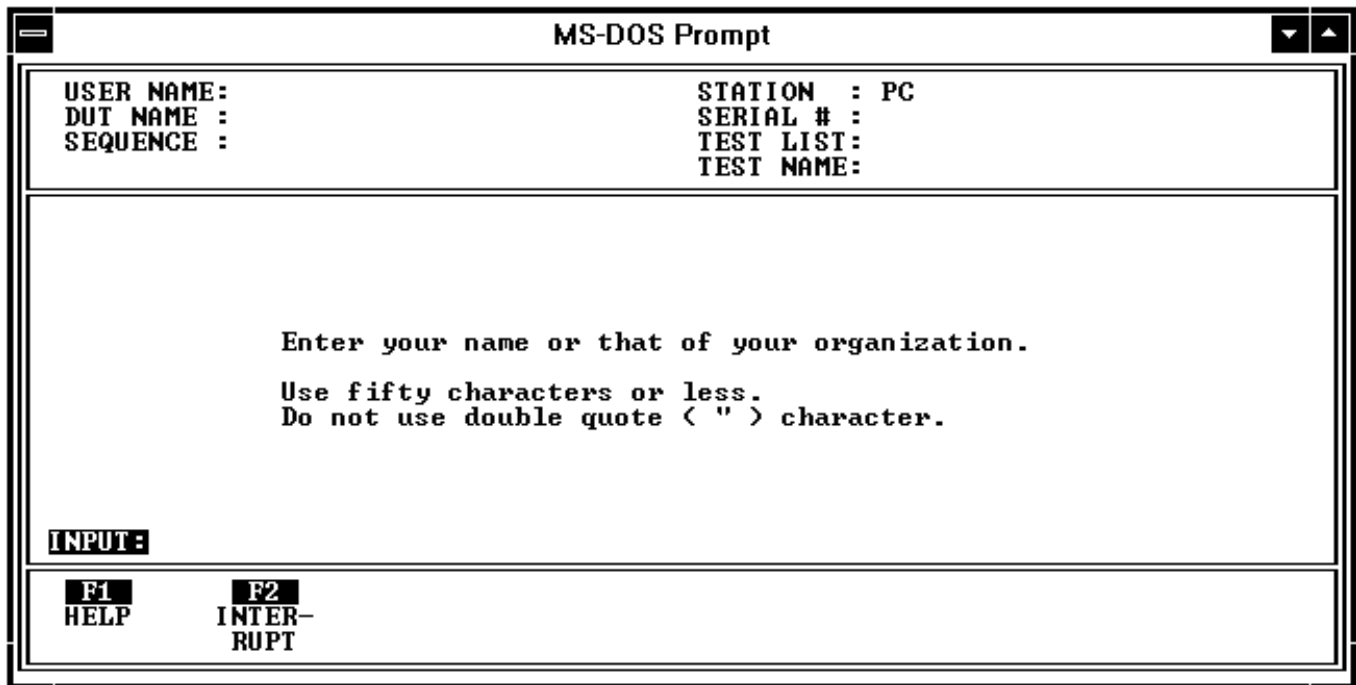 MS-DOS Prompt
USER NAME:
DUT NAME :
SEQUENCE :
STATION : PC
SERIAL # :
TEST LIST:
TEST NAME:
Enter your name or that of your organization.
Use fifty characters or less.
Do not use double quote ( " ) character.
INPUT:
F1
HELP
F2
INTER-
RUPT